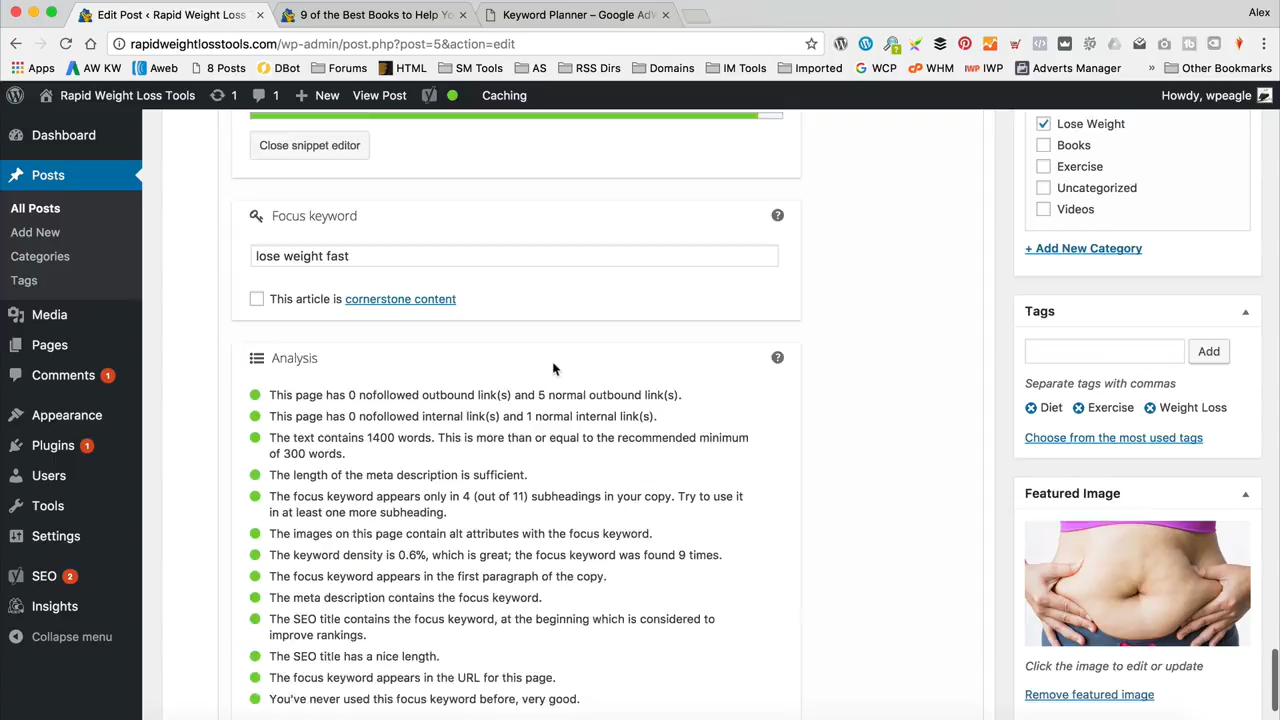 Edit Post ‹ Rapid Weight Loss
9 of the Best Books to Help Yo
Keyword Planner – Google AdW
Alex
rapidweightlosstools.com/wp-admin/post.php?post=5&action=edit
Apps
AW KW
Aweb
8 Posts
DBot
Forums
HTML
SM Tools
AS
RSS Dirs
Domains
IM Tools
Imported
WCP
WHM
IWP
Adverts Manager
»
Other Bookmarks
Rapid Weight Loss Tools
1
1
New
View Post
Caching
Howdy, wpeagle
Dashboard
Posts
All Posts
Add New
Categories
Tags
Media
Pages
Comments 1
Appearance
Plugins 1
Users
Tools
Settings
SEO 2
Insights
Collapse menu
Close snippet editor
Focus keyword
lose weight fast
This article is cornerstone content
Analysis
This page has 0 nofollowed outbound link(s) and 5 normal outbound link(s).
This page has 0 nofollowed internal link(s) and 1 normal internal link(s).
The text contains 1400 words. This is more than or equal to the recommended minimum
of 300 words.
The length of the meta description is sufficient.
The focus keyword appears only in 4 (out of 11) subheadings in your copy. Try to use it
in at least one more subheading.
The images on this page contain alt attributes with the focus keyword.
The keyword density is 0.6%, which is great; the focus keyword was found 9 times.
The focus keyword appears in the first paragraph of the copy.
The meta description contains the focus keyword.
The SEO title contains the focus keyword, at the beginning which is considered to
improve rankings.
The SEO title has a nice length.
The focus keyword appears in the URL for this page.
You've never used this focus keyword before, very good.
Lose Weight
Books
Exercise
Uncategorized
Videos
+ Add New Category
Tags
Add
Separate tags with commas
Diet Exercise Weight Loss
Choose from the most used tags
Featured Image
Click the image to edit or update
Remove featured image